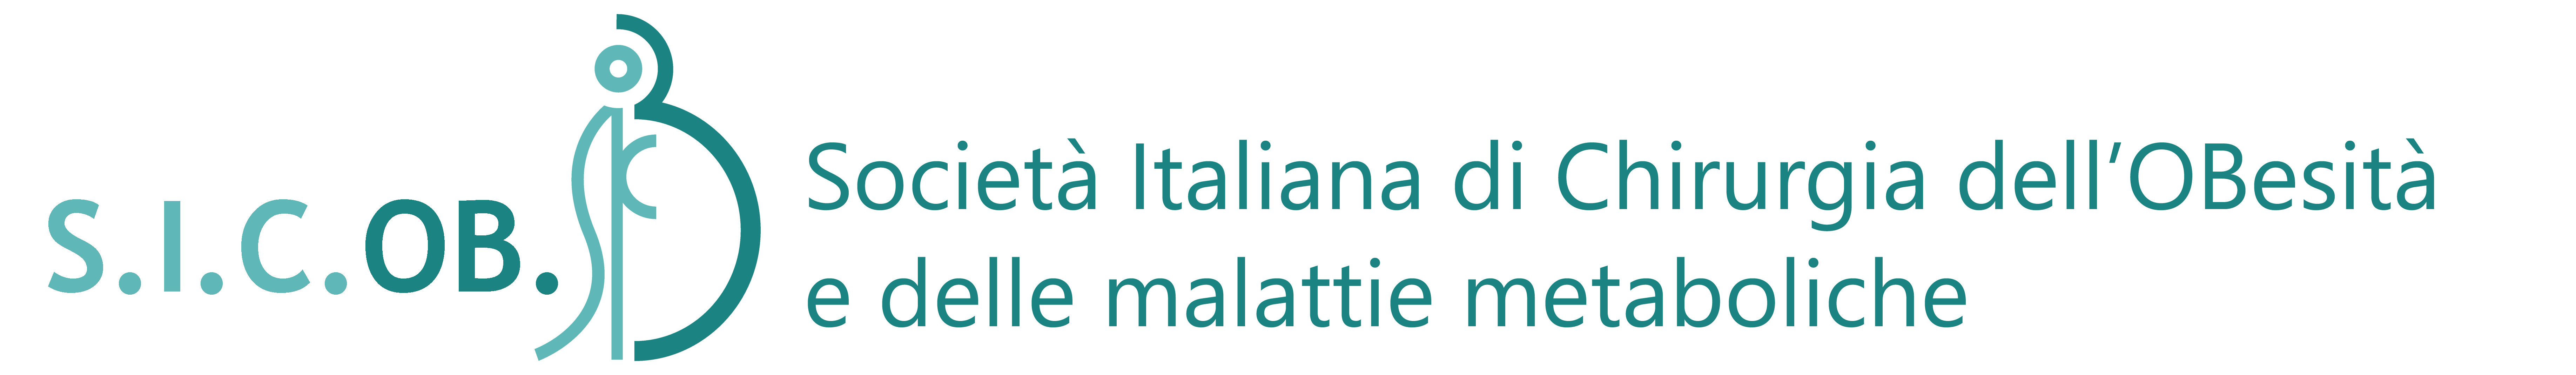 S.I.C.OB.
Società Italiana di Chirurgia dell’OBesità
e delle malattie metaboliche